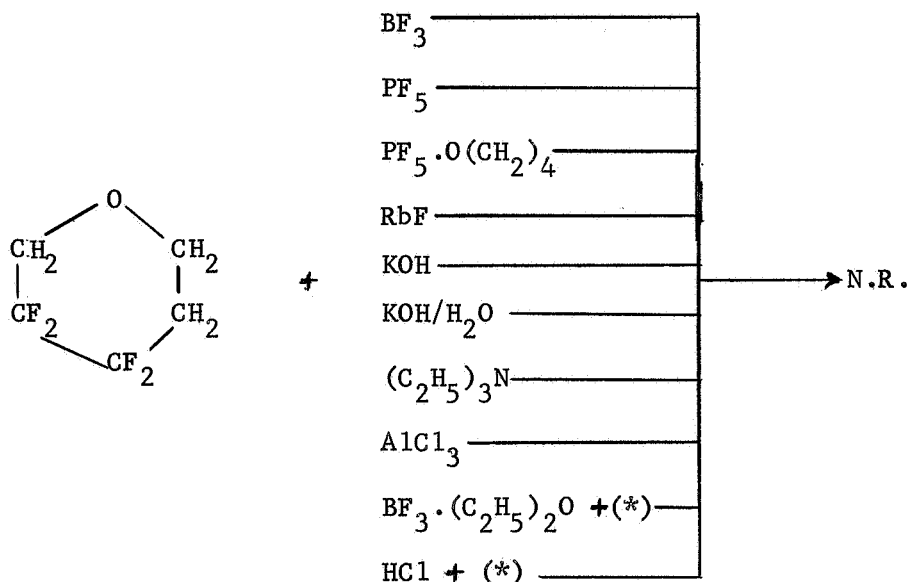 BF3
PF5
PF5.O(CH2)4
O
RbF
CH2 CH2
+
KOH
N.R.
CF2 CH2
KOH/H2O
CF2
(C2H5)3N
AlCl3
BF3.(C2H5)2O +(*)
HCl + (*)